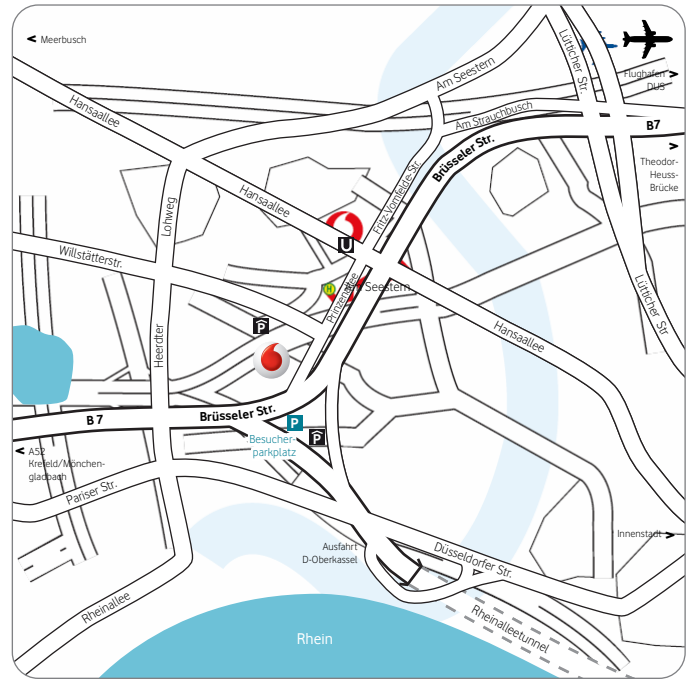 Meerbusch
Am Seestern
Lütticher Str.
Flughafen
DUS
Hansaallee
Am Strauchbusch
B7
Brüsseler Str.
Theodor-
Heuss-
Brücke
Fritz-Vomfelde-Str.
Hansaallee
Lohweg
U
Willstätterstr.
H
Am Seestern
Prinzenallee
Lütticher Str
P
Heerdter
Hansaallee
B 7
Brüsseler Str.
P
Besucher-
parkplatz
P
A52
Krefeld/Mönchen-
gladbach
Pariser Str.
Innenstadt
Ausfahrt
D-Oberkassel
Düsseldorfer Str.
Rheinallee
Rheinalleetunnel
Rhein